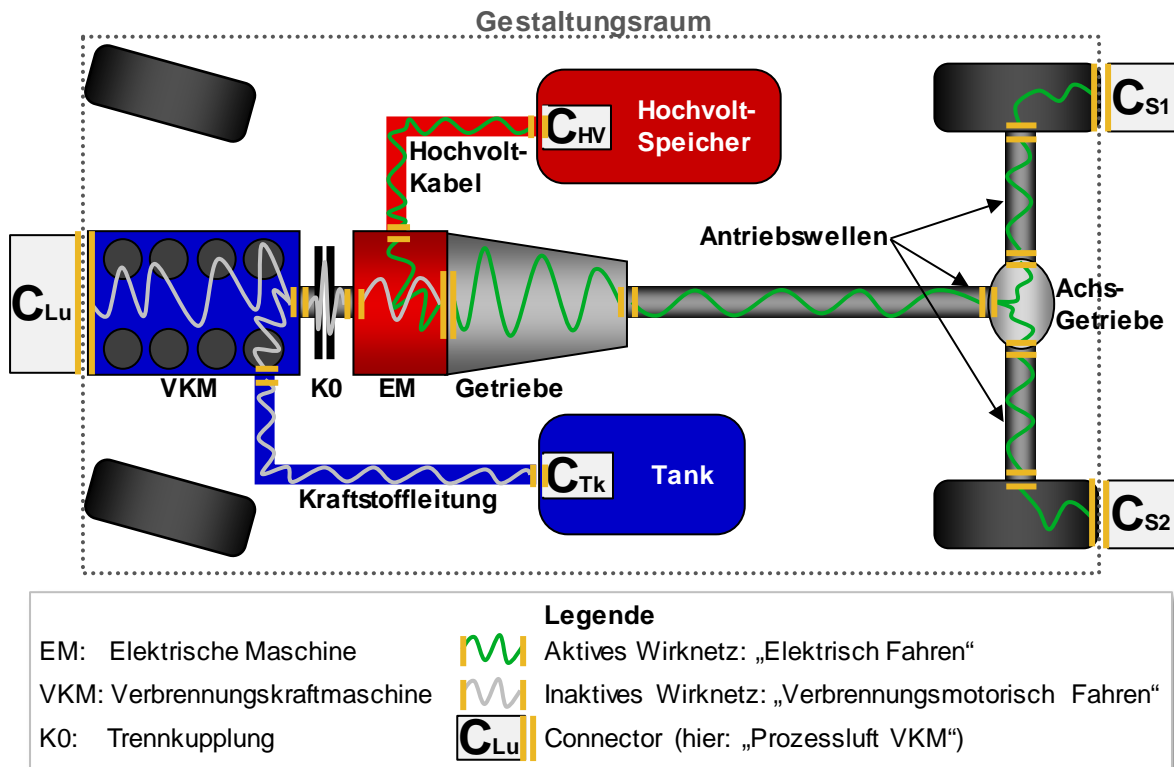 Gestaltungsraum
CHV
Hochvolt-
Speicher
Hochvolt-
Kabel
CS1
Antriebswellen
CLu
Achs-
Getriebe
VKM
K0
EM
Getriebe
CTk
Tank
Kraftstoffleitung
CS2
Legende
EM: Elektrische Maschine
Aktives Wirknetz: „Elektrisch Fahren“
VKM: Verbrennungskraftmaschine
Inaktives Wirknetz: „Verbrennungsmotorisch Fahren“
K0: Trennkupplung
CLu
Connector (hier: „Prozessluft VKM“)